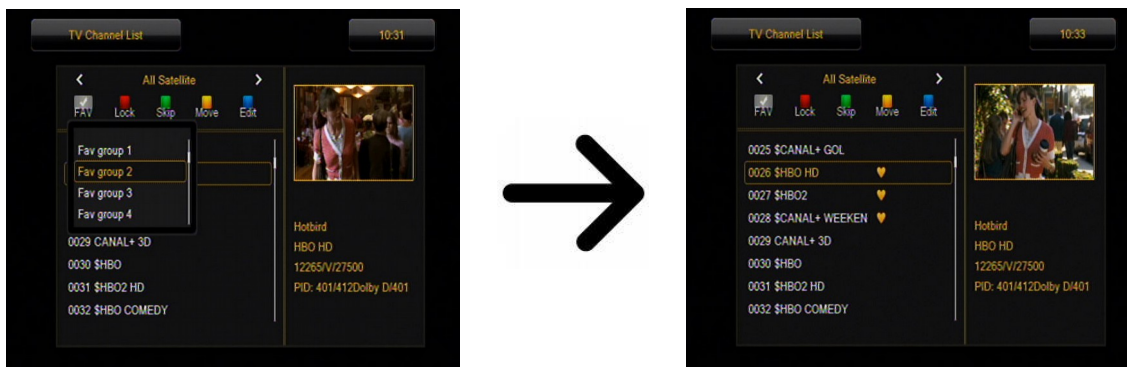 TV Channel List
10:31
All Satellite
FAV Lock Skip Move Edit
Fav group 1
Fav group 2
Fav group 3
Fav group 4
0029 CANAL+ 3D
0030 $HBO
0031 $HBO2 HD
0032 $HBO COMEDY
Hotbird
HBO HD
12265/V/27500
PID: 401/412Dolby D/401
TV Channel List
10:33
All Satellite
FAV Lock Skip Move Edit
0025 $CANAL+ GOL
0026 $HBO HD
0027 $HBO2
0028 $CANAL+ WEEKEN
0029 CANAL+ 3D
0030 $HBO
0031 $HBO2 HD
0032 $HBO COMEDY
Hotbird
HBO HD
12265/V/27500
PID: 401/412Dolby D/401